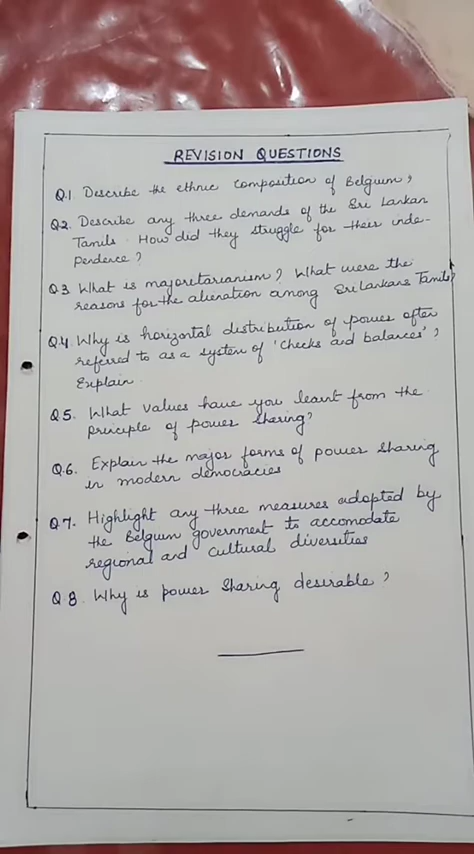 REVISION QUESTIONS
Q.1 Describe the ethnic composition of Belgium?
Q2. Describe any three demands of the Sri Lankan
Tamils. How did they struggle for their inde-
pendence?
Q.3 What is majoritarianism? What were the
reasons for the alienation among Sri Lankans Tamils?
Q.4. Why is horizontal distribution of power often
referred to as a system of 'checks and balances'?
Explain.
Q5. What values have you learnt from the
principle of power sharing?
Q.6. Explain the major forms of power sharing
in modern democracies
Q7. Highlight any three measures adopted by
the Belgium government to accomodate
regional and cultural diversities
Q 8. Why is power sharing desirable?